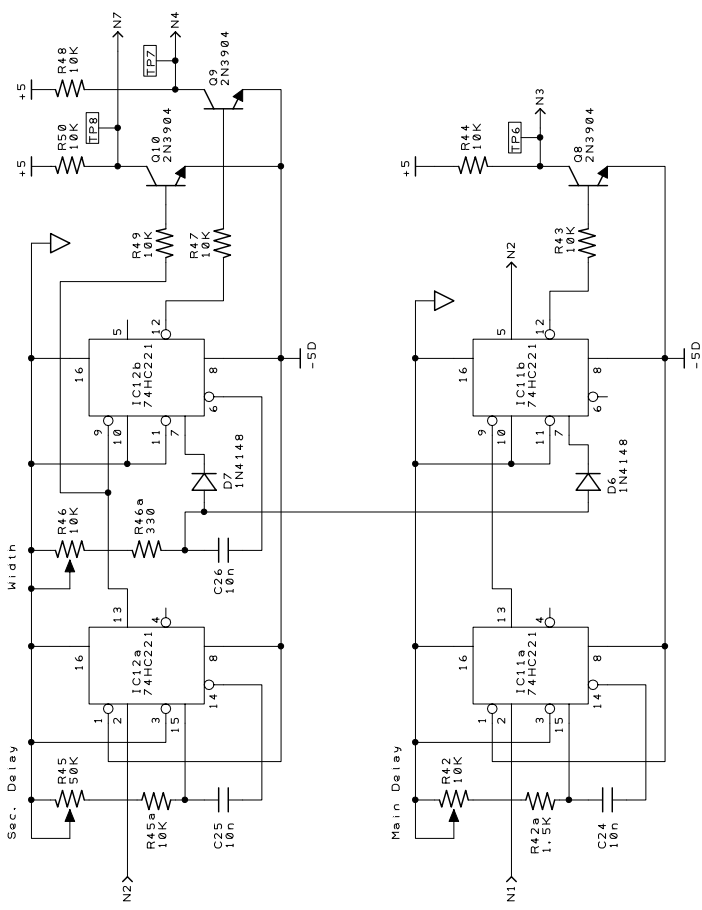 Sec. Delay
Width
+5
+5
R45
50K
R46
10K
R50
10K
R48
10K
TP8
TP7
N7
N4
R45a
10K
C25
10n
1
2
3
15
16
IC12a
74HC221
8
14
13
4
R46a
330
C26
10n
D7
1N4148
9
10
11
7
16
IC12b
74HC221
8
6
5
12
R49
10K
R47
10K
Q10
2N3904
Q9
2N3904
N2
-5D
Main Delay
+5
R42
10K
R44
10K
TP6
N3
R42a
1.5K
C24
10n
1
2
3
15
16
IC11a
74HC221
8
14
13
4
D6
1N4148
9
10
11
7
16
IC11b
74HC221
8
6
5
12
N2
R43
10K
Q8
2N3904
N1
-5D